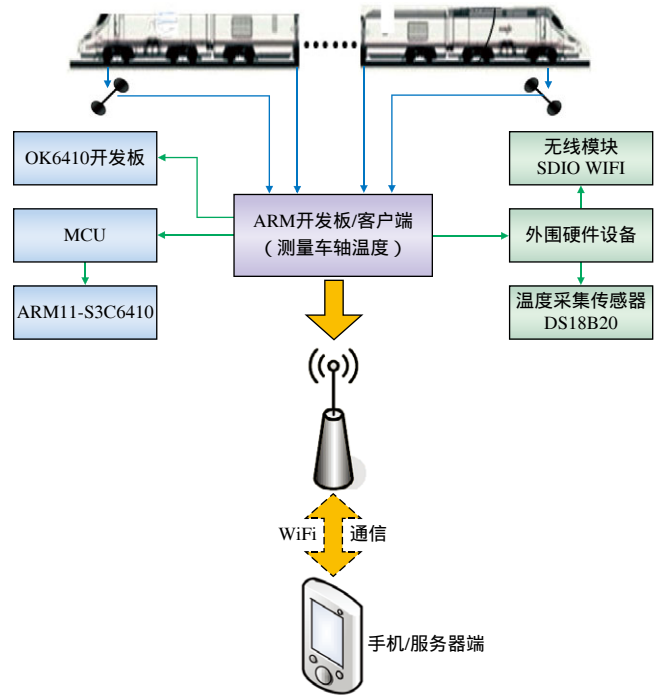 OK6410开发板
MCU
ARM11-S3C6410
ARM开发板/客户端
（测量车轴温度）
无线模块
SDIO WIFI
外围硬件设备
温度采集传感器
DS18B20
WiFi 通信
手机/服务器端